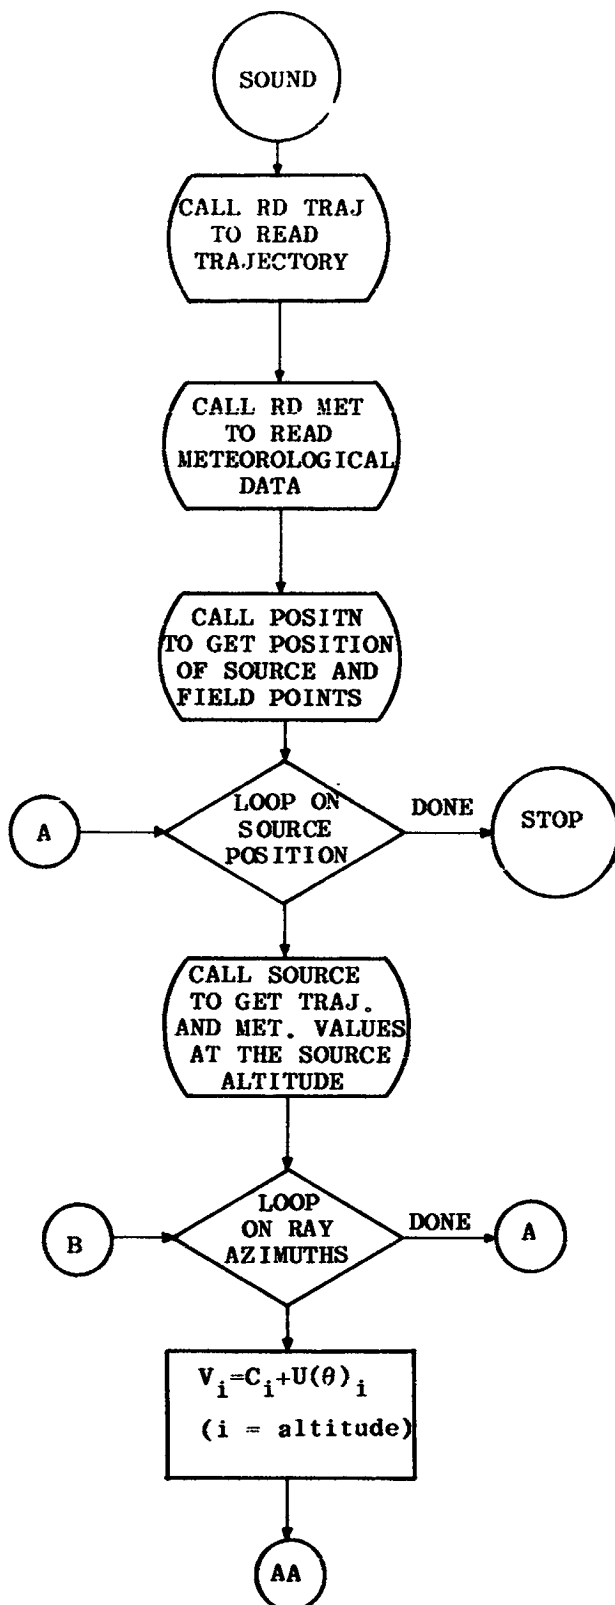 SOUND
CALL RD TRAJ
TO READ
TRAJECTORY
CALL RD MET
TO READ
METEOROLOGICAL
DATA
CALL POSITN
TO GET POSITION
OF SOURCE AND
FIELD POINTS
A
LOOP ON
SOURCE
POSITION
DONE
STOP
CALL SOURCE
TO GET TRAJ.
AND MET. VALUES
AT THE SOURCE
ALTITUDE
B
LOOP
ON RAY
AZIMUTHS
DONE
A
V_i=C_i+U(θ)_i
(i = altitude)
AA